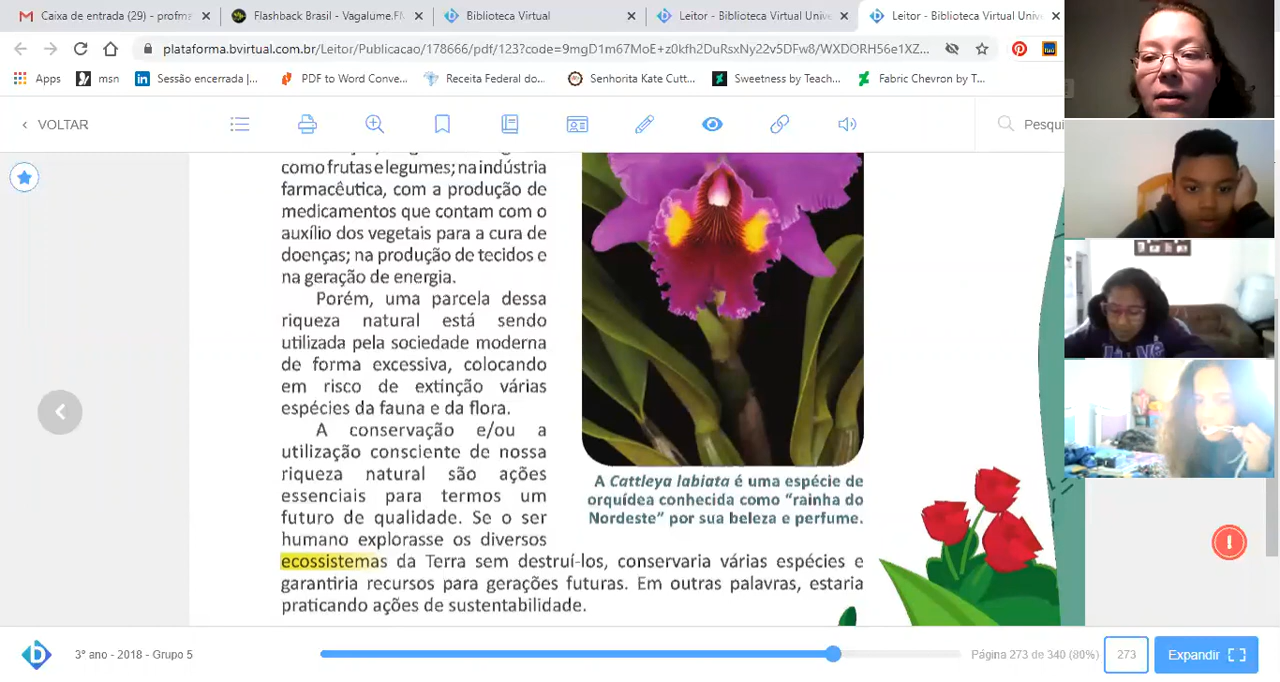 Caixa de entrada (29) - profma
Flashback Brasil - Vagalume.FM
Biblioteca Virtual
Leitor - Biblioteca Virtual Unive
Leitor - Biblioteca Virtual Unive
plataforma.bvirtual.com.br/Leitor/Publicacao/178896/pdf/123?code=9mgD1m67MoE+z0kfh2DuRsxNy22v5DFw8/WXDORH56e1XZ...
Apps
msn
Sessão encerrada |...
PDF to Word Conve...
Receita Federal do...
Senhorita Kate Cutt...
Sweetness by Teach...
Fabric Chevron by T...
VOLTAR
Pesqui
como frutas e legumes; na indústria
farmacêutica, com a produção de
medicamentos que contam com o
auxílio dos vegetais para a cura de
doenças; na produção de tecidos e
na geração de energia.
Porém, uma parcela dessa
riqueza natural está sendo
utilizada pela sociedade moderna
de forma excessiva, colocando
em risco de extinção várias
espécies da fauna e da flora.
A conservação e/ou a
utilização consciente de nossa
riqueza natural são ações
essenciais para termos um
futuro de qualidade. Se o ser
humano explorasse os diversos
ecossistemas da Terra sem destruí-los, conservaria várias espécies e
garantiria recursos para gerações futuras. Em outras palavras, estaria
praticando ações de sustentabilidade.
A Cattleya labiata é uma espécie de
orquídea conhecida como "rainha do
Nordeste" por sua beleza e perfume.
3º ano - 2018 - Grupo 5
Página 273 de 340 (80%)
273
Expandir